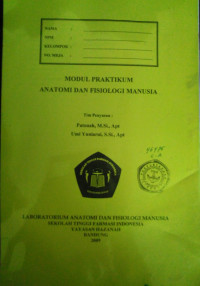 NAMA :
NPM :
KELOMPOK :
NO. MEJA :
MODUL PRAKTIKUM
ANATOMI DAN FISIOLOGI MANUSIA
Tim Penyusun :
Patonah, M.Si., Apt
Umi Yuniarni, S.Si., Apt
LABORATORIUM ANATOMI DAN FISIOLOGI MANUSIA
SEKOLAH TINGGI FARMASI INDONESIA
YAYASAN HAZANAH
BANDUNG
2009